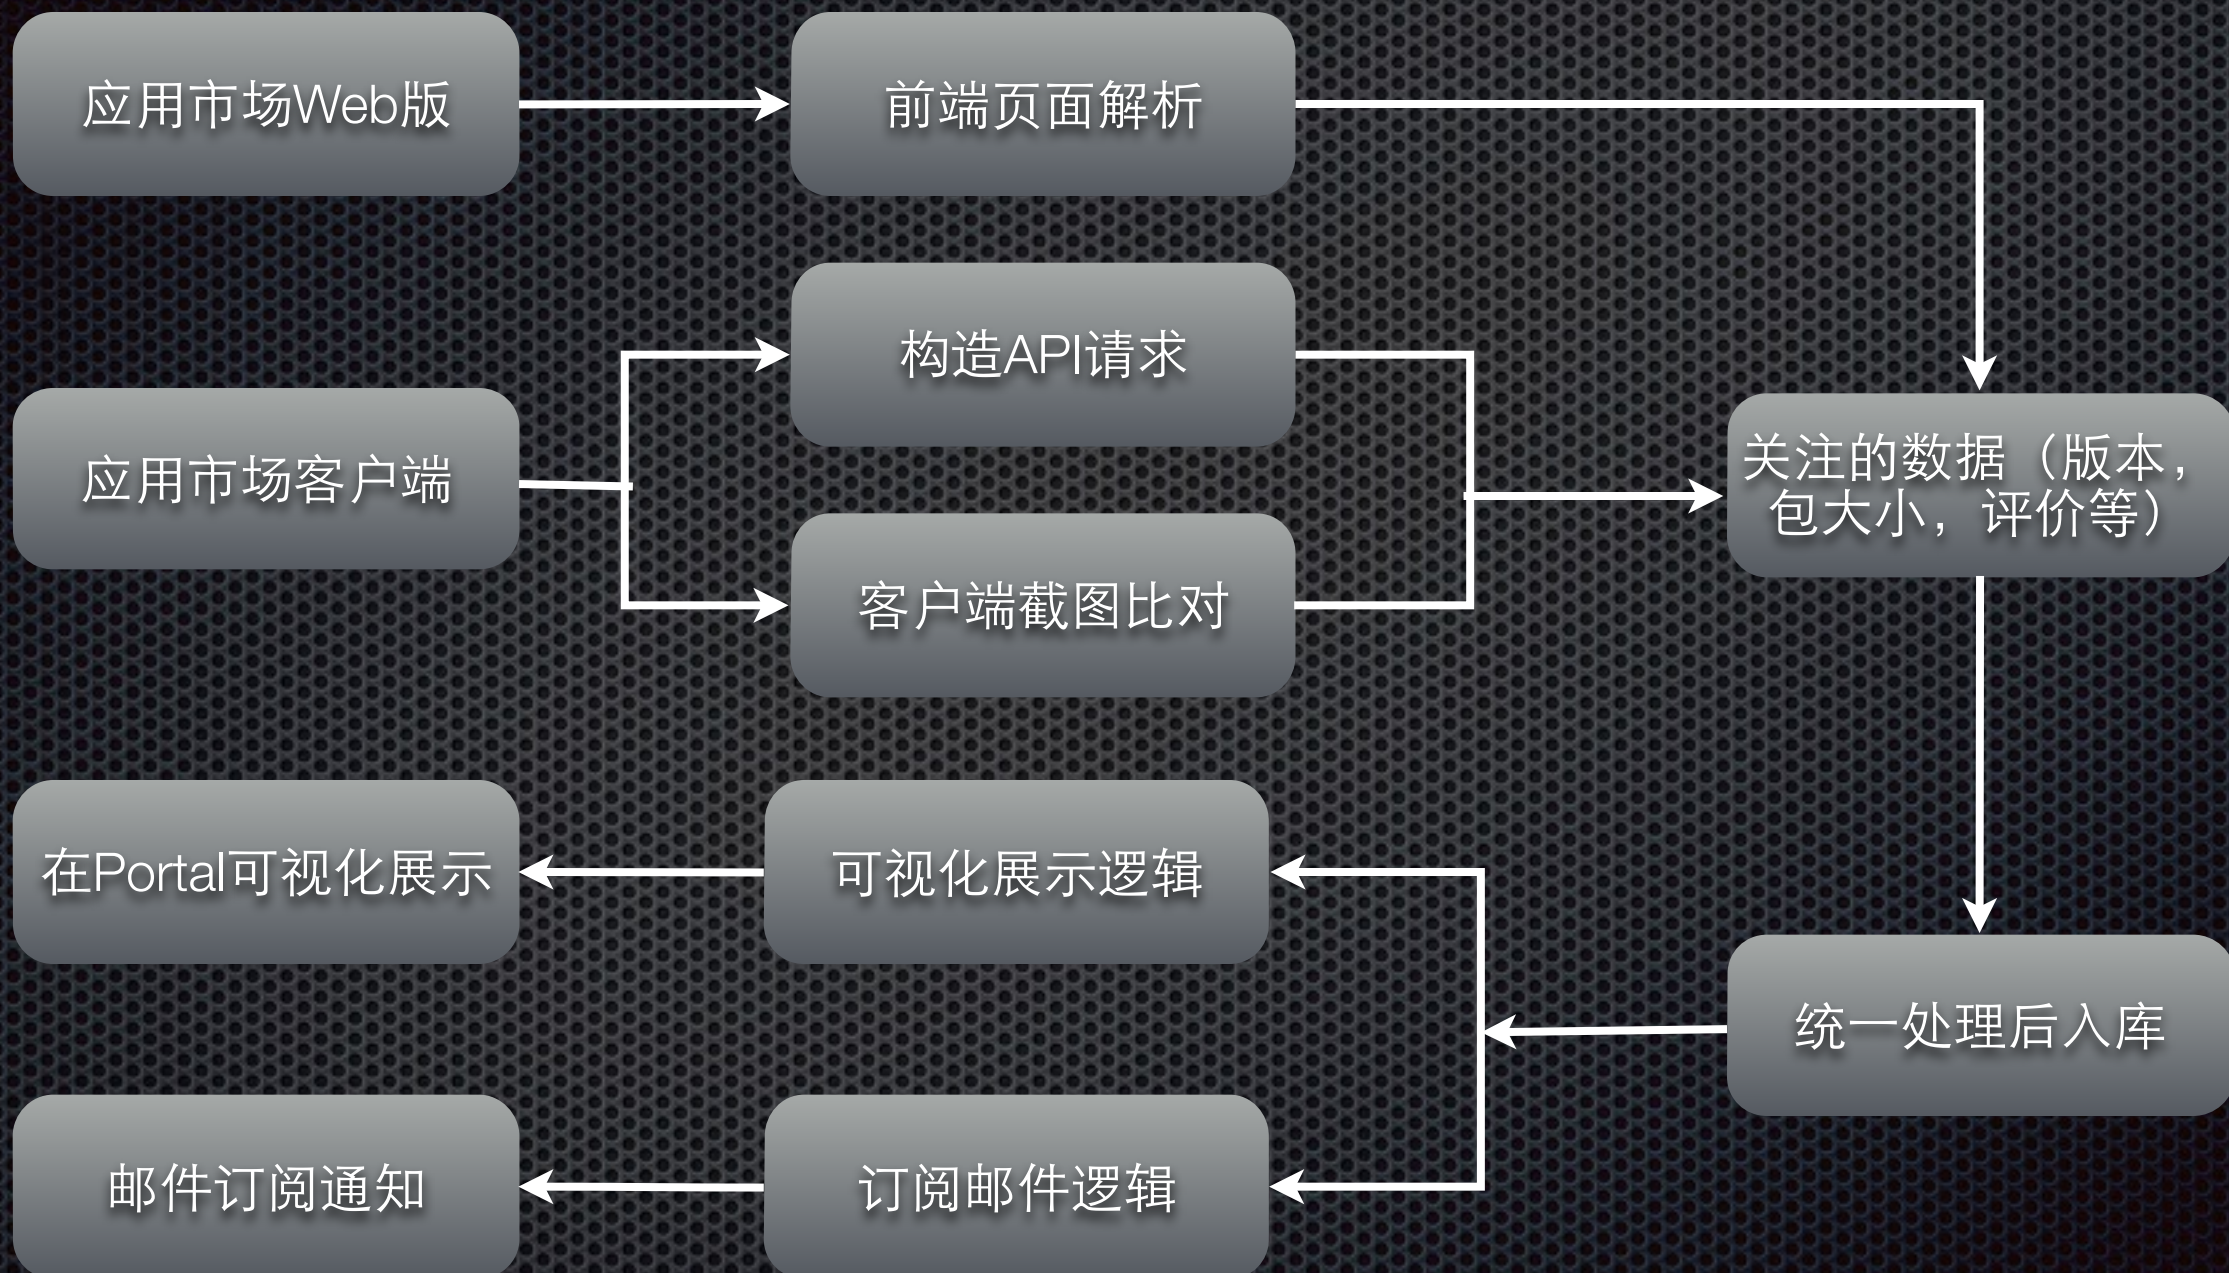 应用市场Web版
前端页面解析
构造API请求
应用市场客户端
客户端截图比对
关注的数据（版本，
包大小，评价等）
在Portal可视化展示
可视化展示逻辑
统一处理后入库
邮件订阅通知
订阅邮件逻辑